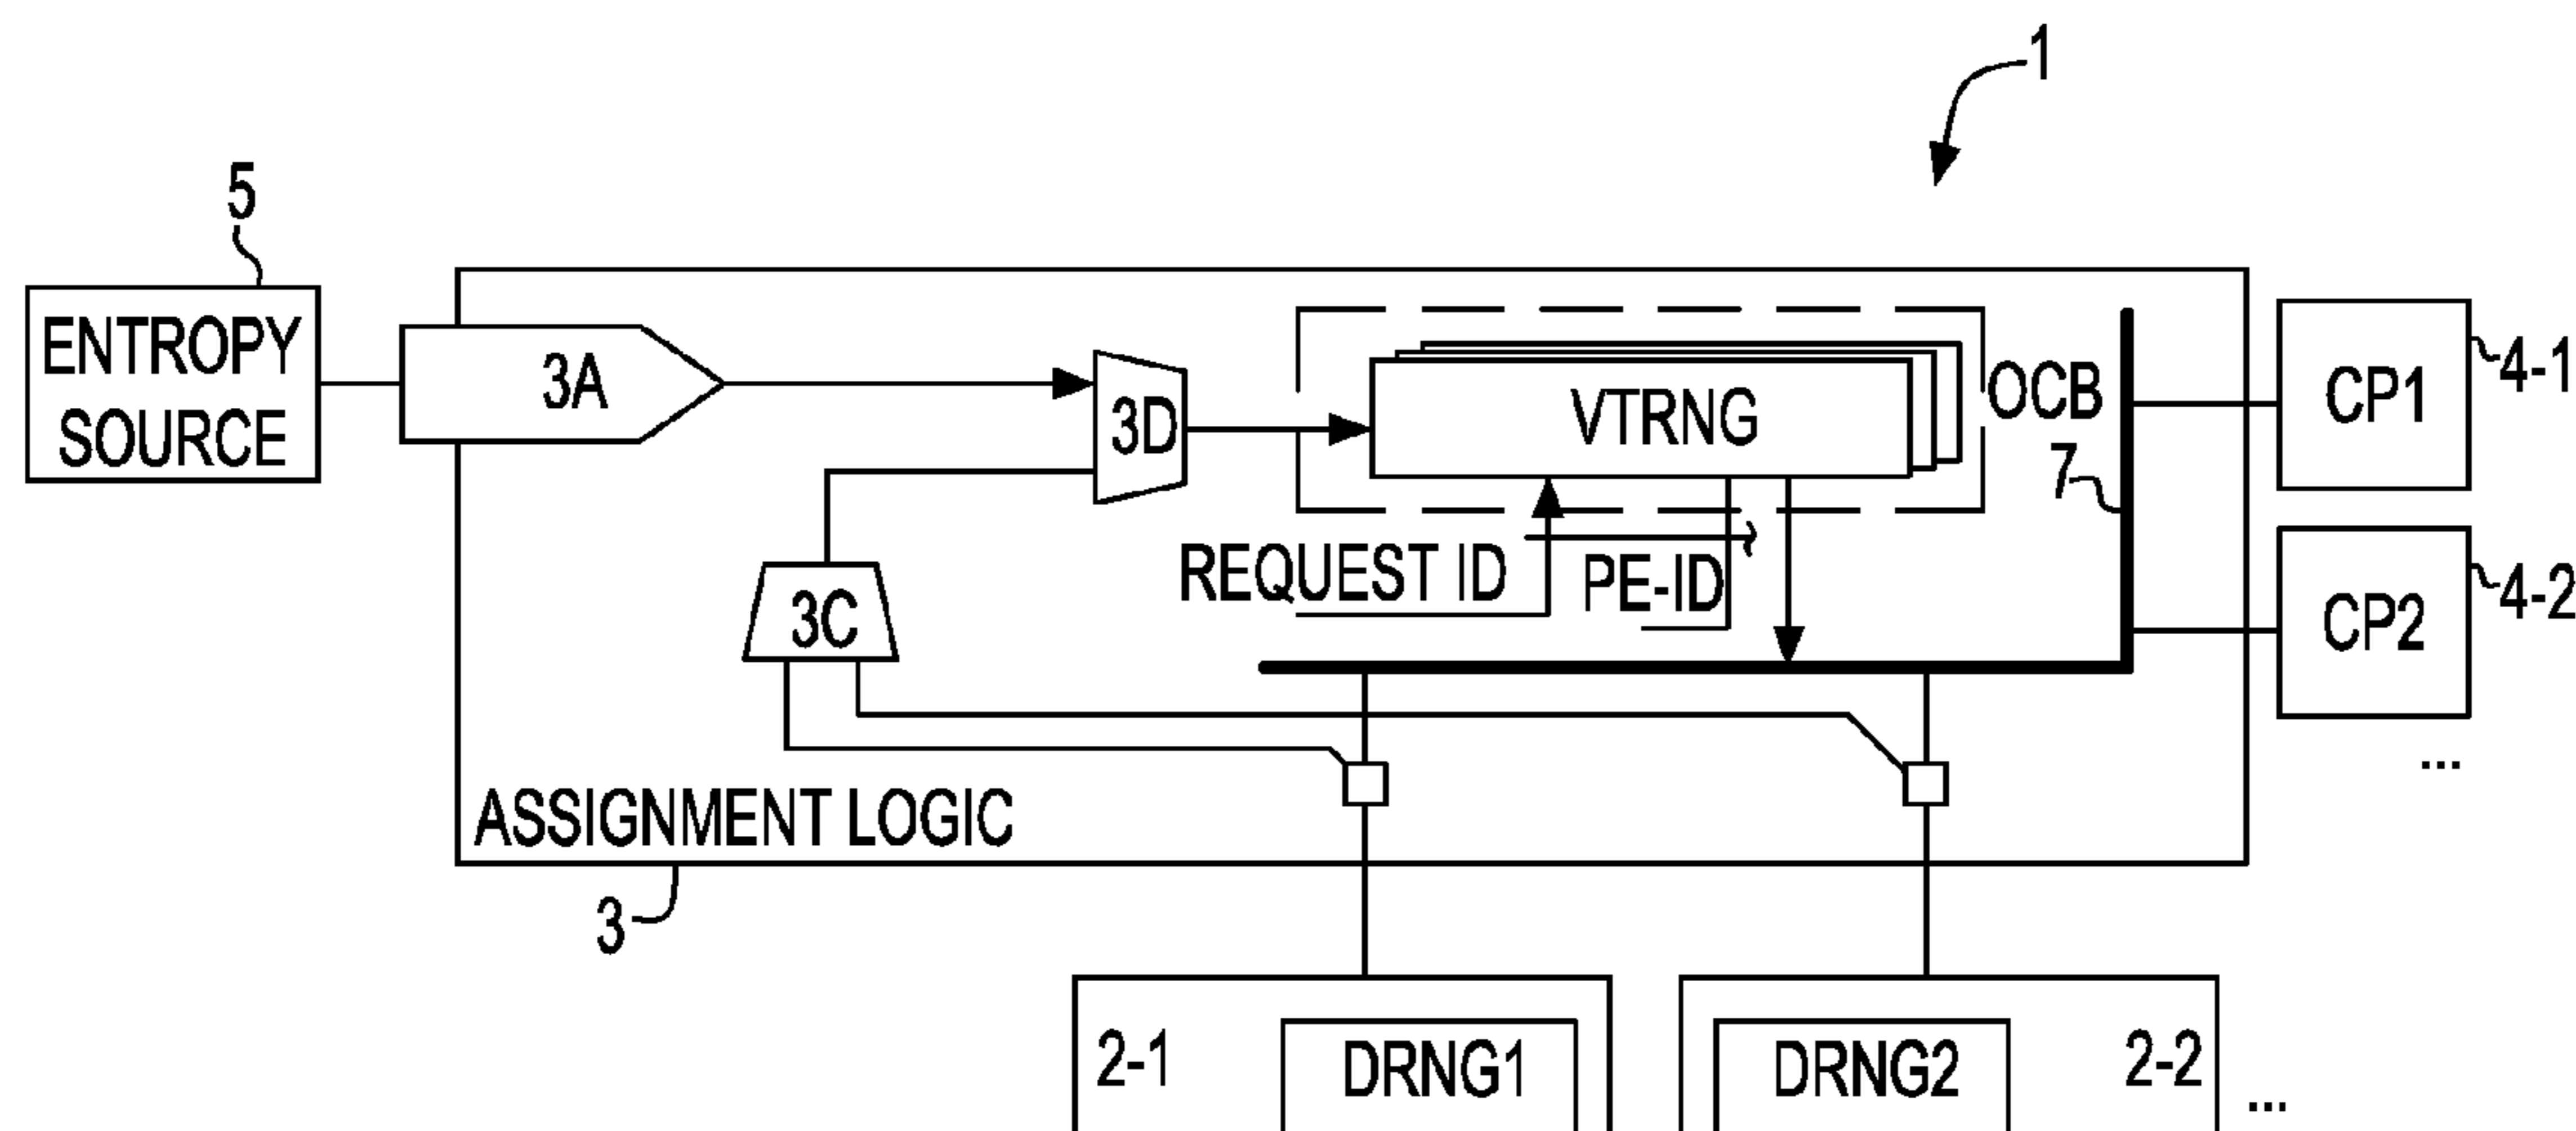 1
5
ENTROPY
SOURCE
3A
3D
VTRNG
OCB
7
CP1
4-1
CP2
4-2
...
REQUEST ID
PE-ID
3C
ASSIGNMENT LOGIC
3
2-1
DRNG1
DRNG2
2-2
...